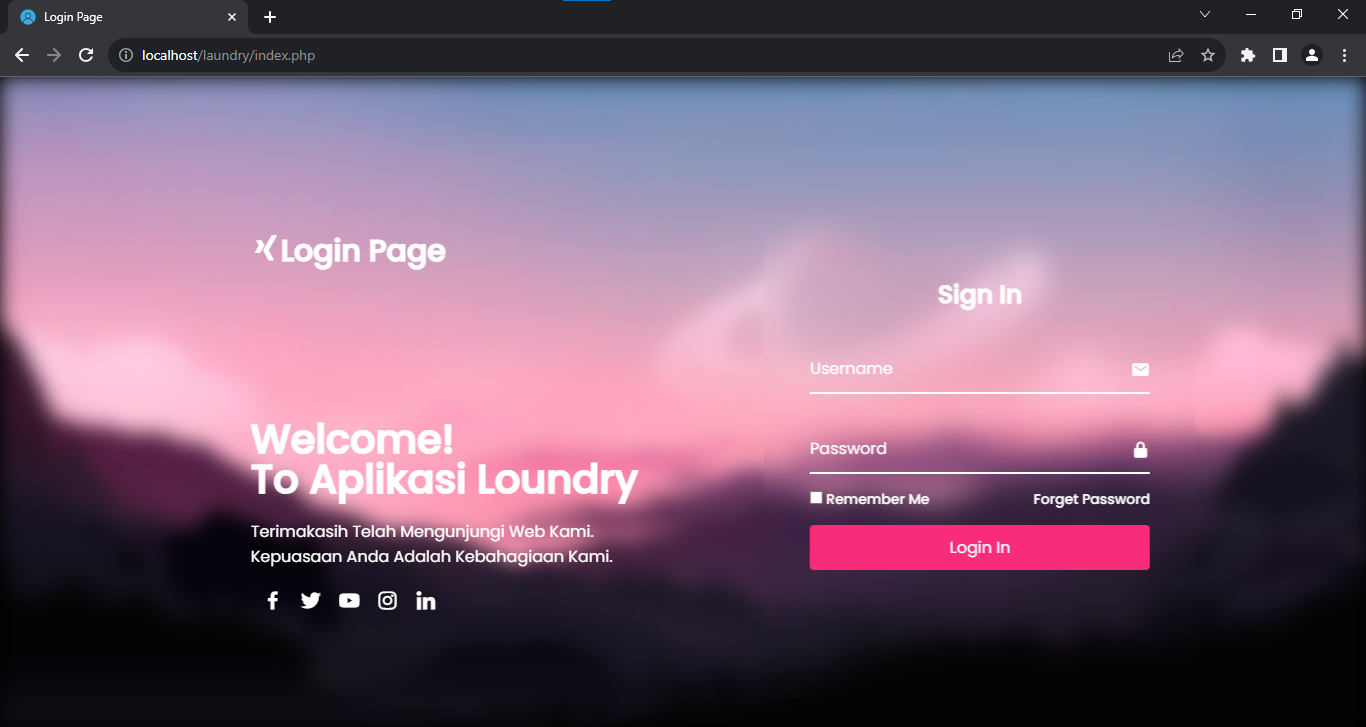 Login Page
localhost/laundry/index.php
Login Page
Welcome!
To Aplikasi Loundry
Terimakasih Telah Mengunjungi Web Kami.
Kepuasaan Anda Adalah Kebahagiaan Kami.
Sign In
Username
Password
Remember Me Forget Password
Login In